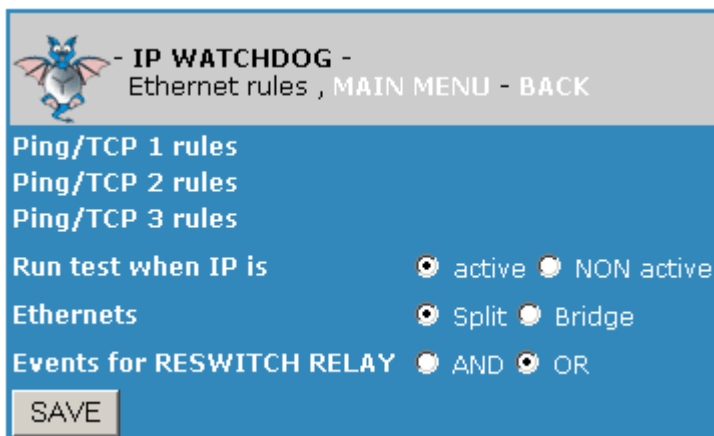 - IP WATCHDOG -
Ethernet rules , MAIN MENU - BACK
Ping/TCP 1 rules
Ping/TCP 2 rules
Ping/TCP 3 rules
Run test when IP is active NON active
Ethernets Split Bridge
Events for RESWITCH RELAY AND OR
SAVE